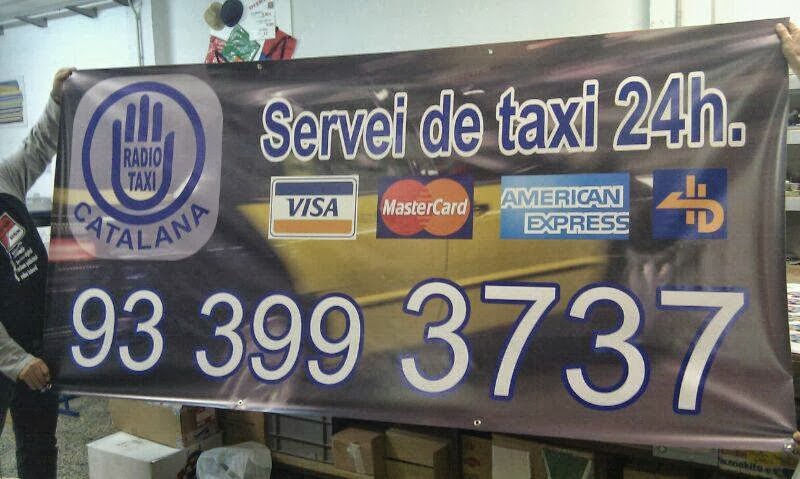 RADIO
TAXI
CATALANA
Servei de taxi 24h.
VISA
MasterCard
AMERICAN
EXPRESS
93 399 3737